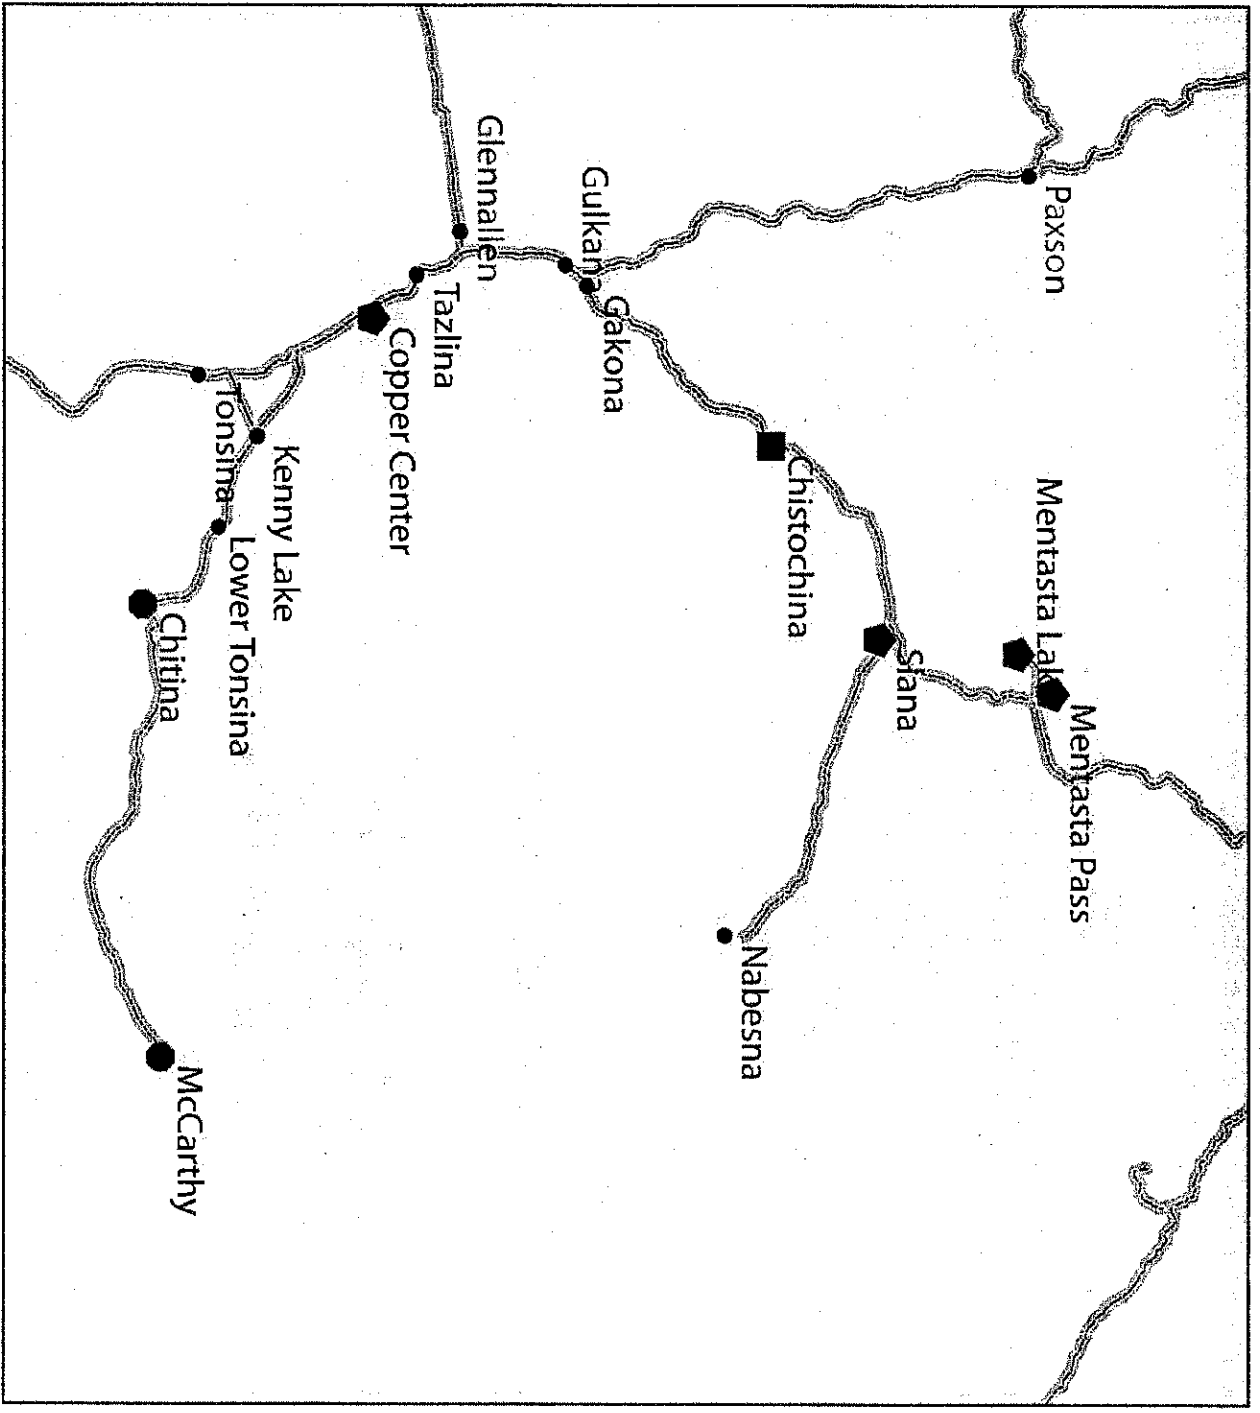 Mentasta Pass
Paxson
Mentasta Lake
Slana
Chistochina
Nabesna
Gakona
Gulkana
Glennallen
Tazlina
Copper Center
Kenny Lake
Lower Tonsina
Tonsina
McCarthy
Chitina